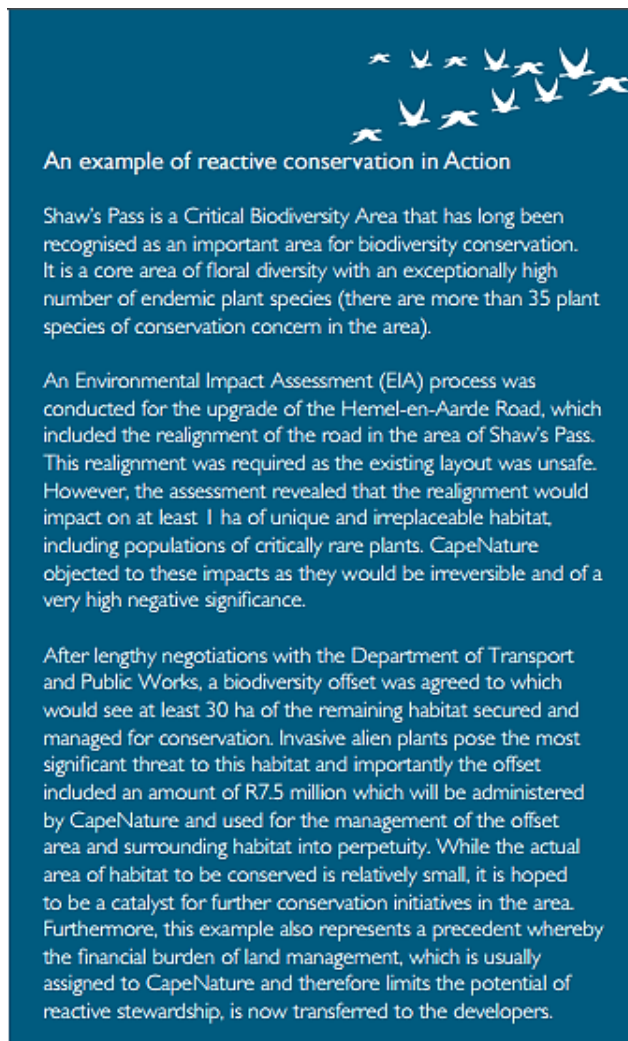 An example of reactive conservation in Action
Shaw's Pass is a Critical Biodiversity Area that has long been
recognised as an important area for biodiversity conservation.
It is a core area of floral diversity with an exceptionally high
number of endemic plant species (there are more than 35 plant
species of conservation concern in the area).
An Environmental Impact Assessment (EIA) process was
conducted for the upgrade of the Hemel-en-Aarde Road, which
included the realignment of the road in the area of Shaw's Pass.
This realignment was required as the existing layout was unsafe.
However, the assessment revealed that the realignment would
impact on at least 1 ha of unique and irreplaceable habitat,
including populations of critically rare plants. CapeNature
objected to these impacts as they would be irreversible and of a
very high negative significance.
After lengthy negotiations with the Department of Transport
and Public Works, a biodiversity offset was agreed to which
would see at least 30 ha of the remaining habitat secured and
managed for conservation. Invasive alien plants pose the most
significant threat to this habitat and importantly the offset
included an amount of R7.5 million which will be administered
by CapeNature and used for the management of the offset
area and surrounding habitat into perpetuity. While the actual
area of habitat to be conserved is relatively small, it is hoped
to be a catalyst for further conservation initiatives in the area.
Furthermore, this example also represents a precedent whereby
the financial burden of land management, which is usually
assigned to CapeNature and therefore limits the potential of
reactive stewardship, is now transferred to the developers.